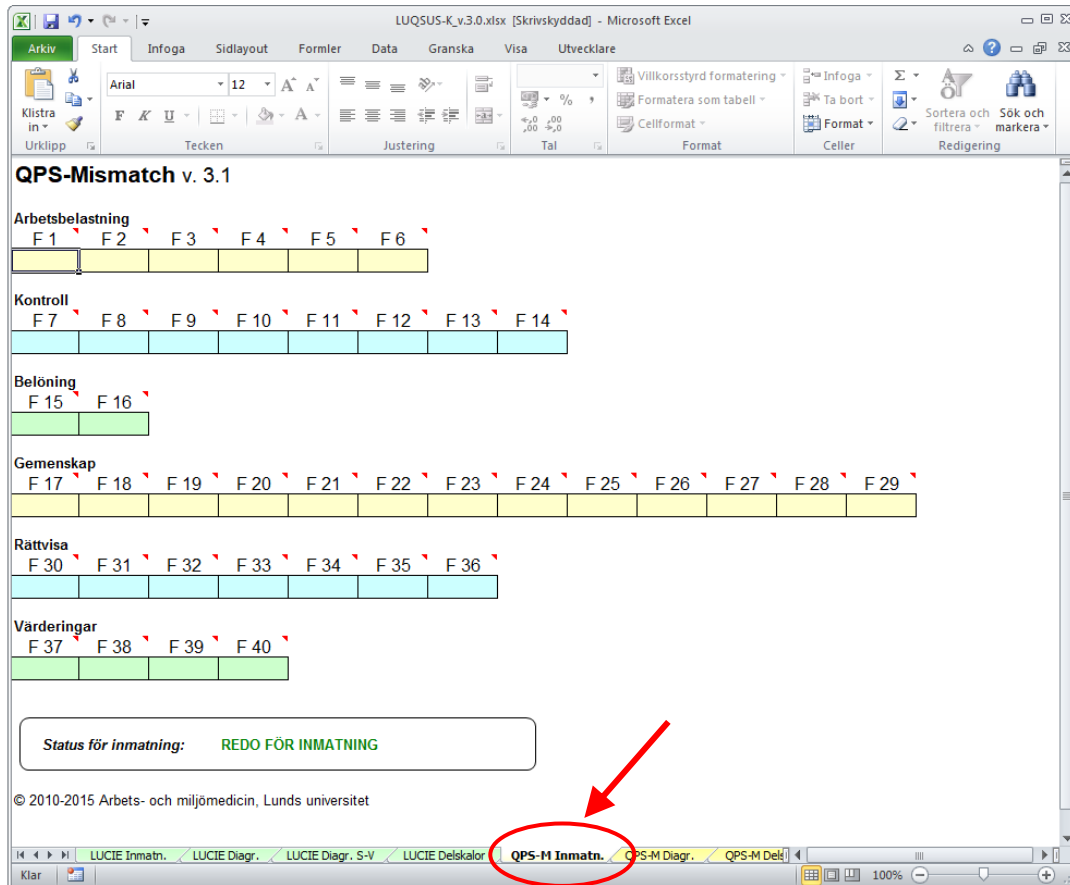 LUQSUS-K_v.3.0.xlsx [Skrivskyddad] - Microsoft Excel
Arkiv Start Infoga Sidlayout Formler Data Granska Visa Utvecklare
Klistra in
Urklipp
Arial 12 A A
F K U A
Tecken
Justering
% ,
,0 ,00 ,00 ,0
Tal
Villkorsstyrd formatering
Formatera som tabell
Cellformat
Format
Infoga
Ta bort
Format
Celler
Σ
Sortera och filtrera
Sök och markera
Redigering
QPS-Mismatch v. 3.1
Arbetsbelastning
F 1 F 2 F 3 F 4 F 5 F 6
Kontroll
F 7 F 8 F 9 F 10 F 11 F 12 F 13 F 14
Belöning
F 15 F 16
Gemenskap
F 17 F 18 F 19 F 20 F 21 F 22 F 23 F 24 F 25 F 26 F 27 F 28 F 29
Rättvisa
F 30 F 31 F 32 F 33 F 34 F 35 F 36
Värderingar
F 37 F 38 F 39 F 40
Status för inmatning: REDO FÖR INMATNING
© 2010-2015 Arbets- och miljömedicin, Lunds universitet
LUCIE Inmatn. LUCIE Diagr. LUCIE Diagr. S-V LUCIE Delskalor QPS-M Inmatn. QPS-M Diagr. QPS-M Dels
Klar 100%